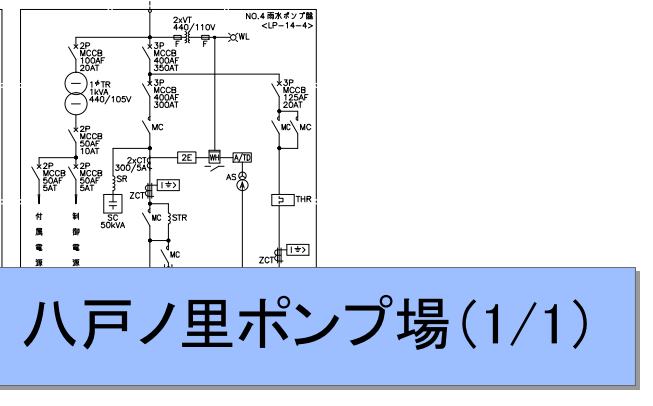 NO.4 雨水ポンプ盤
<LP-14-4>
2xVT
440/110V
F F
WL
2P
MCCB
100AF
20AT
3P
MCCB
400AF
350AT
1φTR
1kVA
440/105V
3P
MCCB
400AF
300AT
3P
MCCB
125AF
20AT
MC
MC MC
2P
MCCB
50AF
10AT
2xCT
300/5A
2E
WH
A/TD
2P
MCCB
50AF
5AT
2P
MCCB
50AF
5AT
SR
AS
A
ZCT
I ⏚ >
THR
SC
50kVA
MC
STR
付属電源
制御電源
MC
ZCT
I ⏚ >
八戸ノ里ポンプ場(1/1)